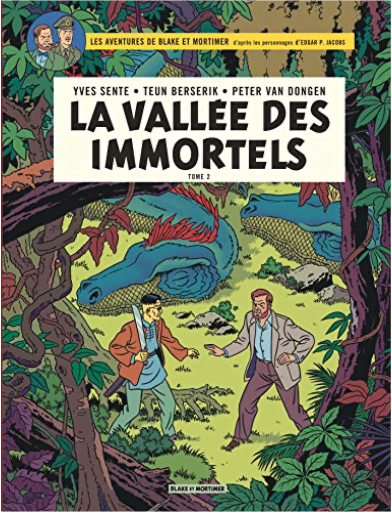 LES AVENTURES DE BLAKE ET MORTIMER d'après les personnages d'EDGAR P. JACOBS
YVES SENTE • TEUN BERSERIK • PETER VAN DONGEN
LA VALLÉE DES
IMMORTELS
TOME 2
BLAKE ET MORTIMER